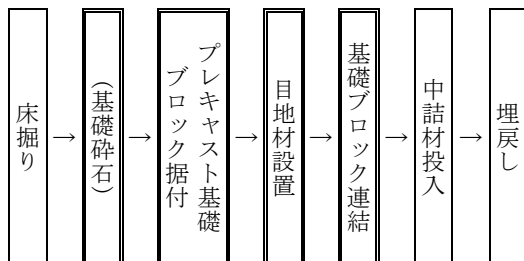 床掘り
→
（基礎砕石）
→
プレキャスト基礎
ブロック据付
→
目地材設置
→
基礎ブロック連結
→
中詰材投入
→
埋戻し